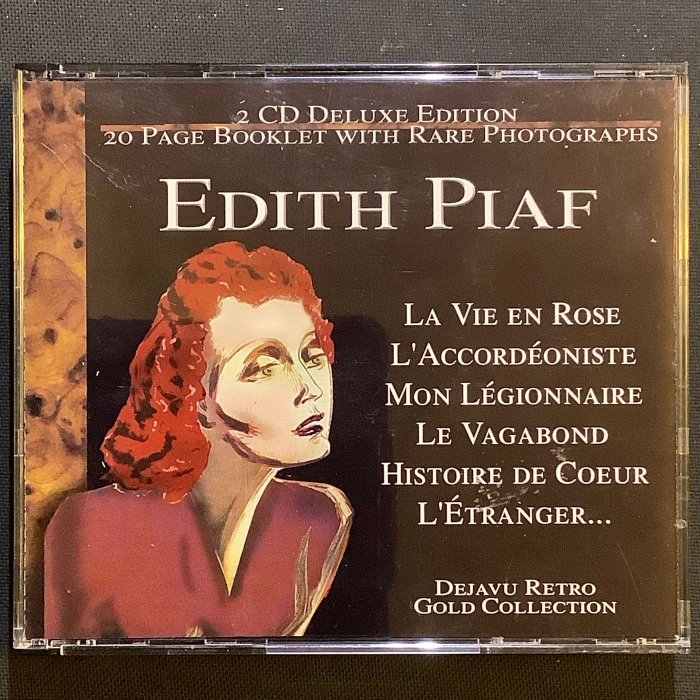 2 CD Deluxe Edition
20 Page Booklet with Rare Photographs
Edith Piaf
La Vie en Rose
L'Accordéoniste
Mon Légionnaire
Le Vagabond
Histoire de Coeur
L'Étranger...
Dejavu Retro
Gold Collection